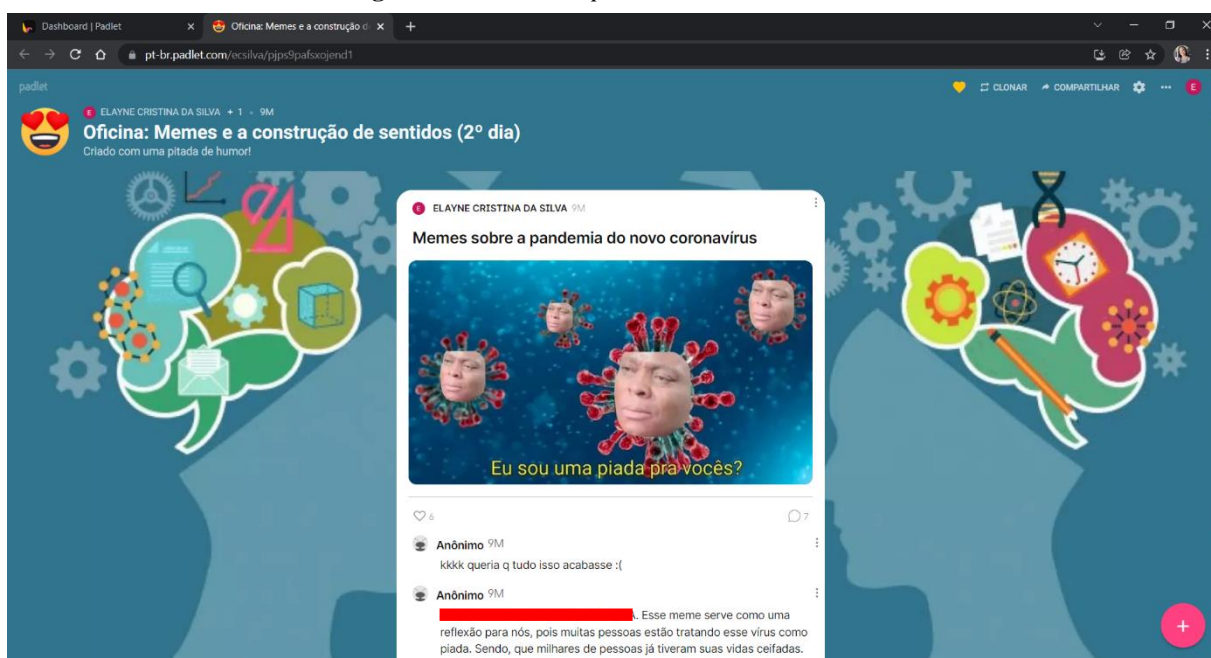 Dashboard | Padlet
Oficina: Memes e a construção d
pt-br.padlet.com/ecsilva/pjps9pafsxojend1
padlet
CLONAR
COMPARTILHAR
E
E ELAYNE CRISTINA DA SILVA + 1 · 9M
Oficina: Memes e a construção de sentidos (2º dia)
Criado com uma pitada de humor!
E ELAYNE CRISTINA DA SILVA 9M
Memes sobre a pandemia do novo coronavírus
Eu sou uma piada pra vocês?
6
7
Anônimo 9M
kkkk queria q tudo isso acabasse :(
Anônimo 9M
. Esse meme serve como uma
reflexão para nós, pois muitas pessoas estão tratando esse vírus como
piada. Sendo, que milhares de pessoas já tiveram suas vidas ceifadas.